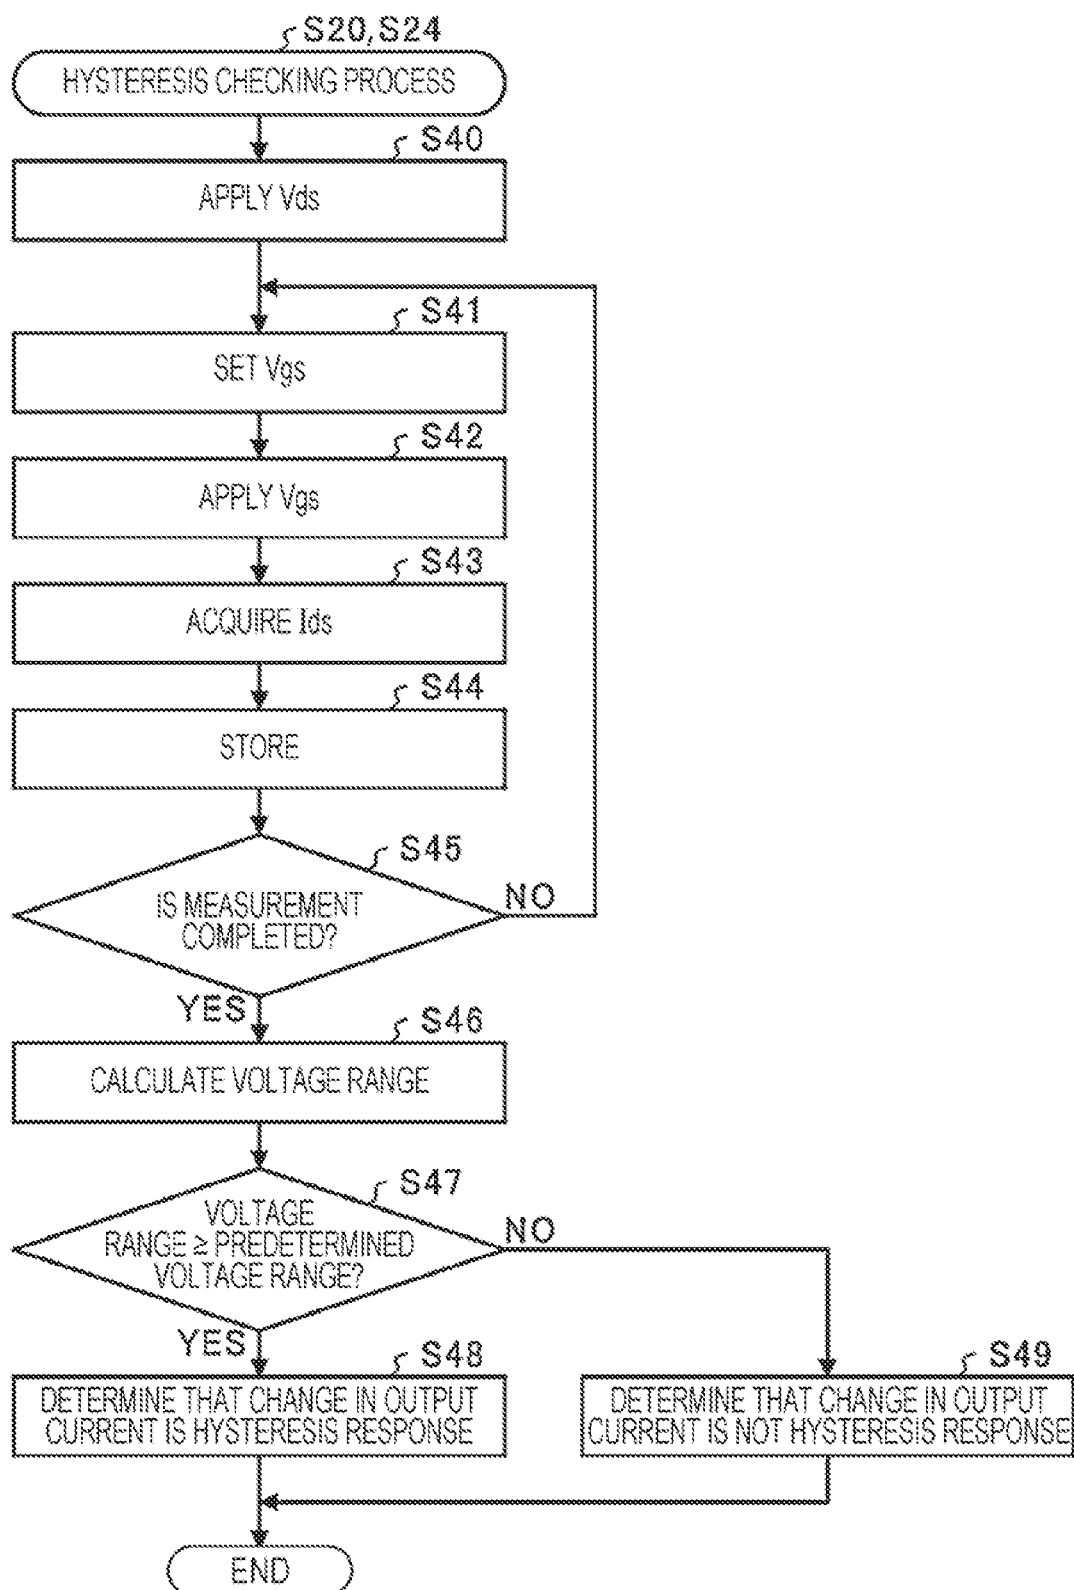 S20, S24
HYSTERESIS CHECKING PROCESS
S40
APPLY Vds
S41
SET Vgs
S42
APPLY Vgs
S43
ACQUIRE Ids
S44
STORE
S45
IS MEASUREMENT
COMPLETED?
NO
YES
S46
CALCULATE VOLTAGE RANGE
S47
VOLTAGE
RANGE ≥ PREDETERMINED
VOLTAGE RANGE?
NO
YES
S48
DETERMINE THAT CHANGE IN OUTPUT
CURRENT IS HYSTERESIS RESPONSE
S49
DETERMINE THAT CHANGE IN OUTPUT
CURRENT IS NOT HYSTERESIS RESPONSE
END